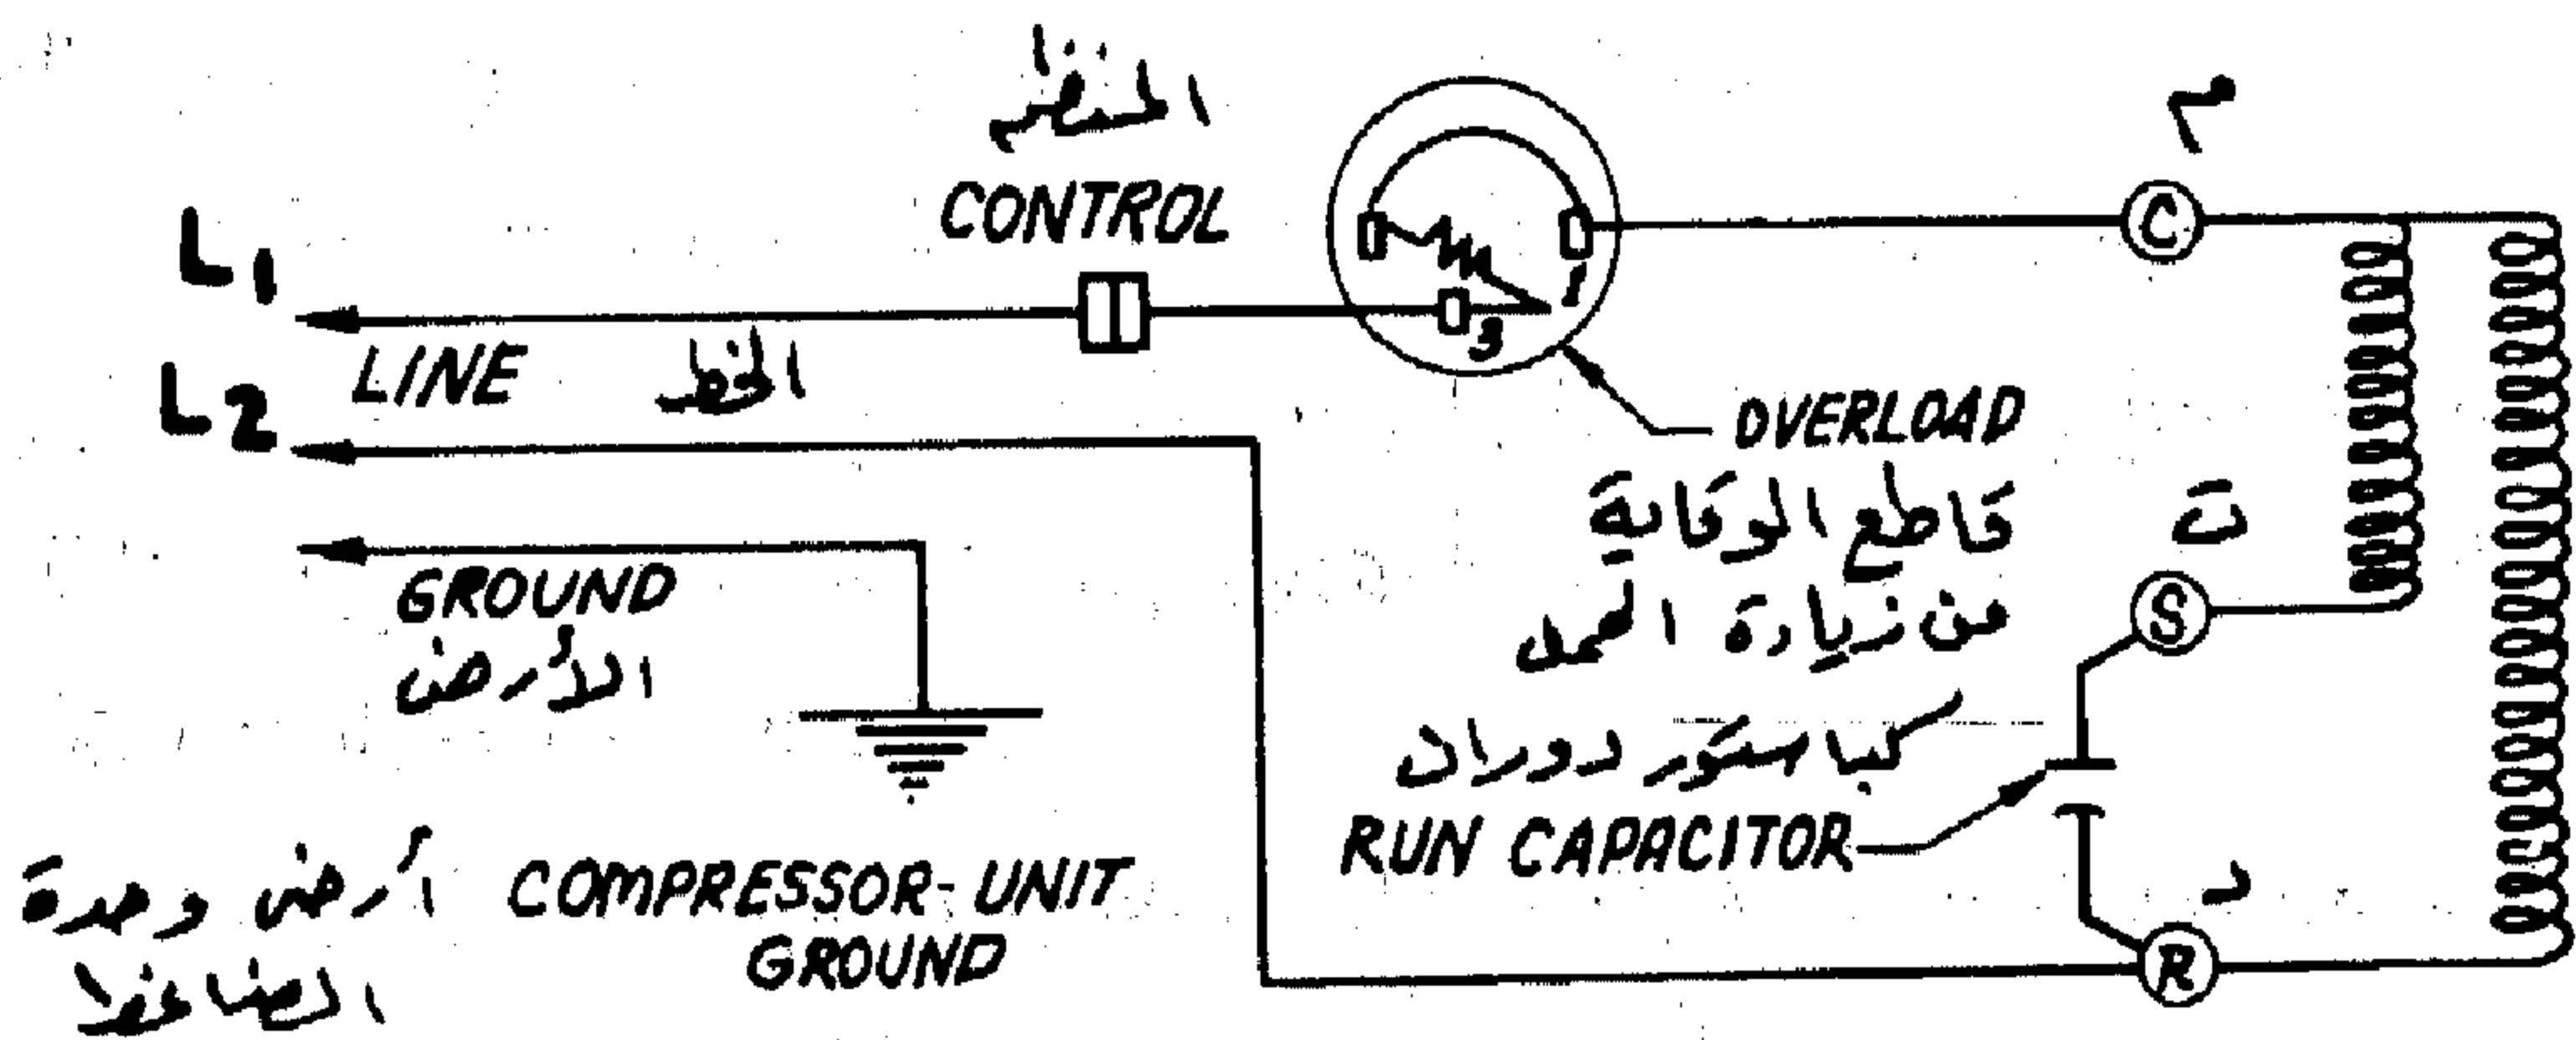 المنظم
CONTROL
م
C
L1
1
3
LINE الخط
L2
OVERLOAD
قاطع الوقاية
من زيادة الحمل
ت
S
GROUND
الأرض
كباستور دوران
RUN CAPACITOR
د
R
COMPRESSOR-UNIT
GROUND
أرض وحدة
الضاغط